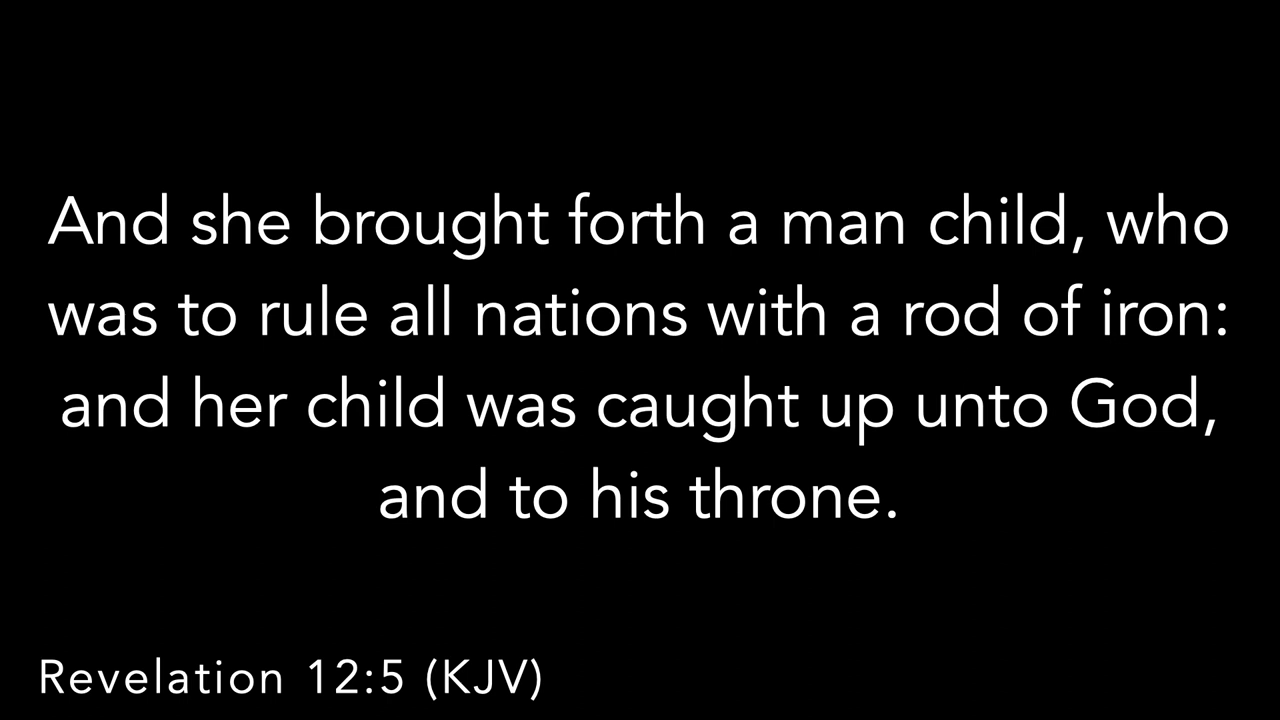 And she brought forth a man child, who
was to rule all nations with a rod of iron:
and her child was caught up unto God,
and to his throne.
Revelation 12:5 (KJV)